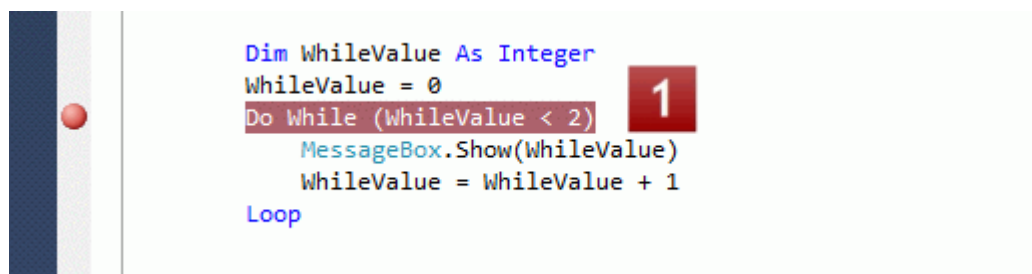 Dim WhileValue As Integer
WhileValue = 0
Do While (WhileValue < 2)
1
MessageBox.Show(WhileValue)
WhileValue = WhileValue + 1
Loop